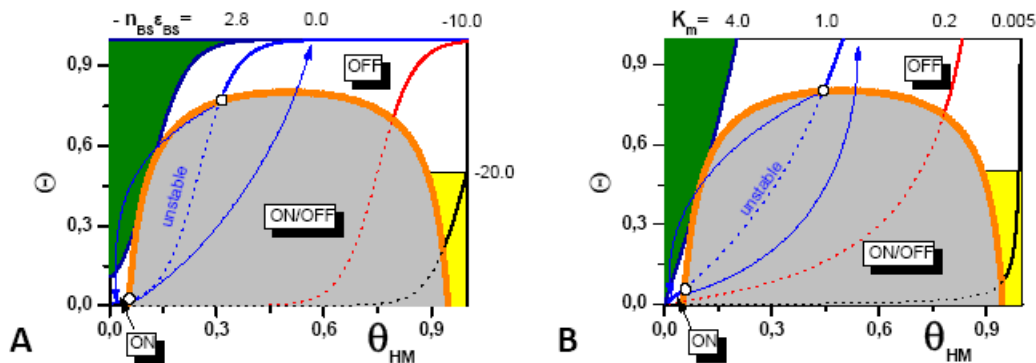 - n_BS ε_BS= 2.8 0.0 -10.0
OFF
0,9
0,6
Θ
unstable
-20.0
0,3
ON/OFF
0,0
0,0 0,3 0,6 0,9
A
ON
θ_HM
K_m= 4.0 1.0 0.2 0.005
OFF
0,9
0,6
Θ
unstable
0,3
ON/OFF
0,0
0,0 0,3 0,6 0,9
B
ON
θ_HM